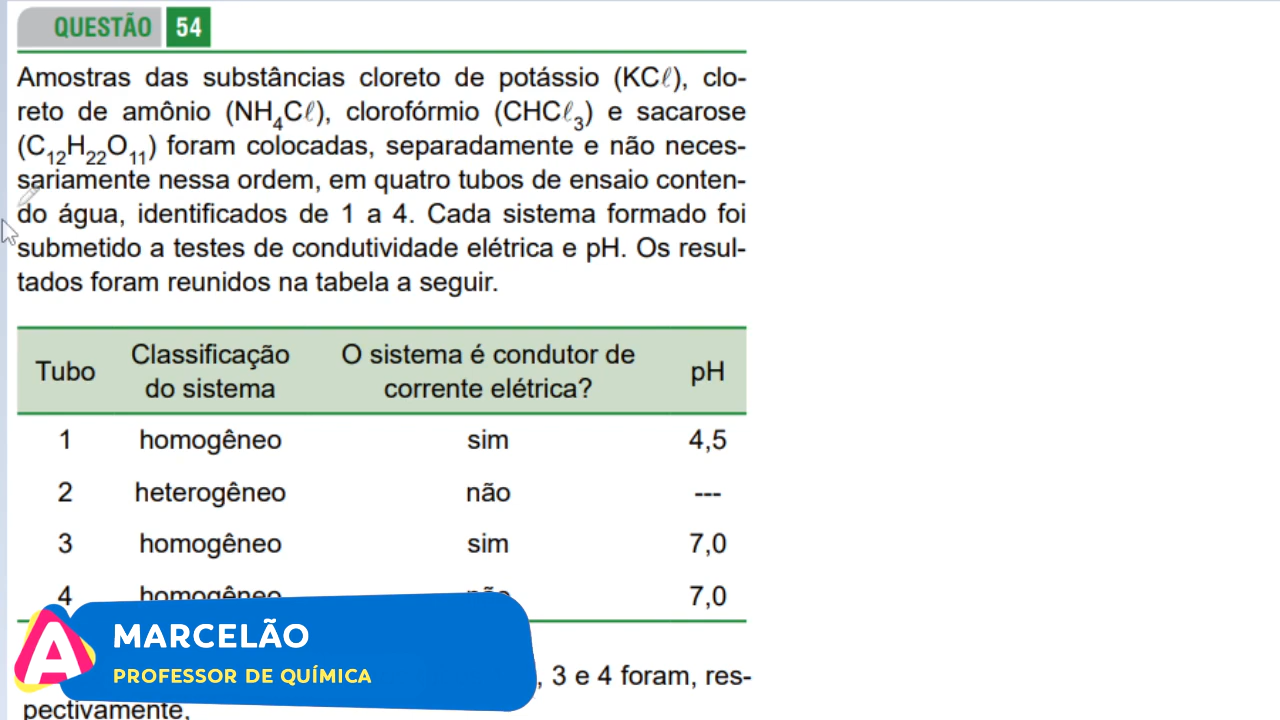 QUESTÃO 54
Amostras das substâncias cloreto de potássio (KCℓ), clo-
reto de amônio (NH₄Cℓ), clorofórmio (CHCℓ₃) e sacarose
(C₁₂H₂₂O₁₁) foram colocadas, separadamente e não neces-
sariamente nessa ordem, em quatro tubos de ensaio conten-
do água, identificados de 1 a 4. Cada sistema formado foi
submetido a testes de condutividade elétrica e pH. Os resul-
tados foram reunidos na tabela a seguir.
Tubo Classificação do sistema O sistema é condutor de corrente elétrica? pH
1 homogêneo sim 4,5
2 heterogêneo não ---
3 homogêneo sim 7,0
4 homogêneo não 7,0
MARCELÃO
PROFESSOR DE QUÍMICA
, 3 e 4 foram, res-
pectivamente,